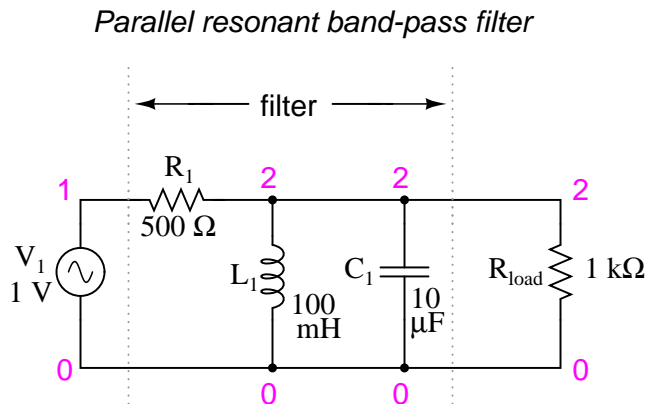 Parallel resonant band-pass filter
filter
R1
1
2
2
2
500 Ω
V1
1 V
L1
100
mH
C1
10
μF
Rload
1 kΩ
0
0
0
0